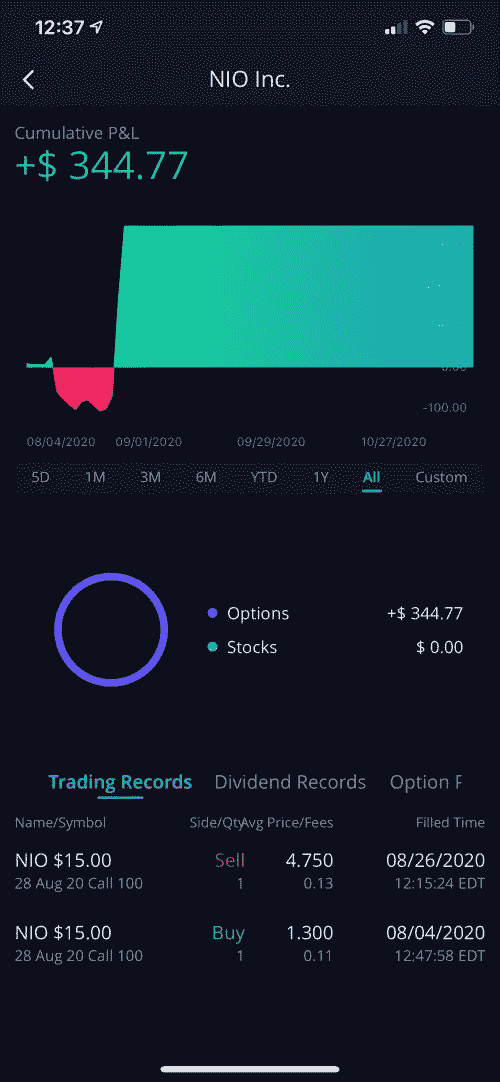 12:37
NIO Inc.
Cumulative P&L
+$ 344.77
0.00
-100.00
08/04/2020 09/01/2020 09/29/2020 10/27/2020
5D 1M 3M 6M YTD 1Y All Custom
Options +$ 344.77
Stocks $ 0.00
Trading Records Dividend Records Option F
Name/Symbol Side/Qty Avg Price/Fees Filled Time
NIO $15.00 Sell 4.750 08/26/2020
28 Aug 20 Call 100 1 0.13 12:15:24 EDT
NIO $15.00 Buy 1.300 08/04/2020
28 Aug 20 Call 100 1 0.11 12:47:58 EDT